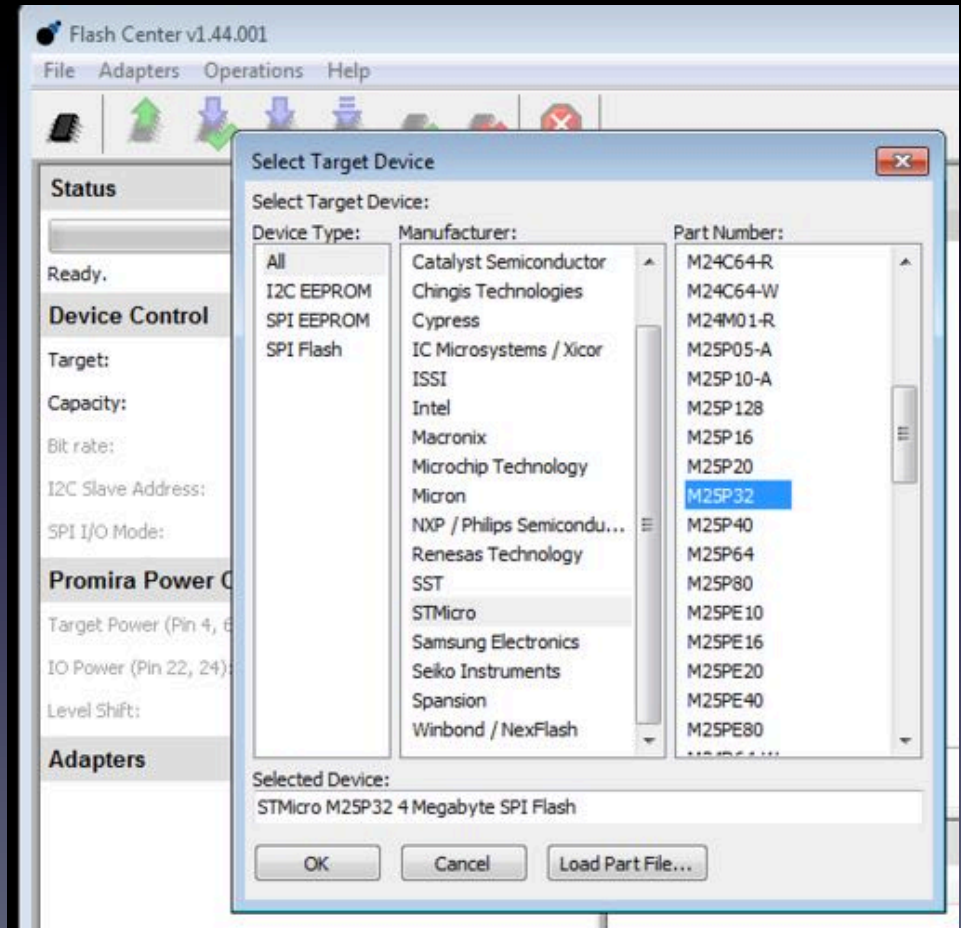 Flash Center v1.44.001
File Adapters Operations Help
Select Target Device
Status
Select Target Device:
Device Type: Manufacturer: Part Number:
All Catalyst Semiconductor M24C64-R
Ready.
I2C EEPROM Chingis Technologies M24C64-W
Device Control
SPI EEPROM Cypress M24M01-R
Target:
SPI Flash IC Microsystems / Xicor M25P05-A
ISSI M25P10-A
Capacity:
Intel M25P128
Bit rate:
Macronix M25P16
Microchip Technology M25P20
I2C Slave Address:
Micron M25P32
SPI I/O Mode:
NXP / Philips Semicondu... M25P40
Renesas Technology M25P64
Promira Power C
SST M25P80
STMicro M25PE10
Target Power (Pin 4, 6
Samsung Electronics M25PE16
IO Power (Pin 22, 24):
Seiko Instruments M25PE20
Spansion M25PE40
Level Shift:
Winbond / NexFlash M25PE80
Adapters
Selected Device:
STMicro M25P32 4 Megabyte SPI Flash
OK Cancel Load Part File...